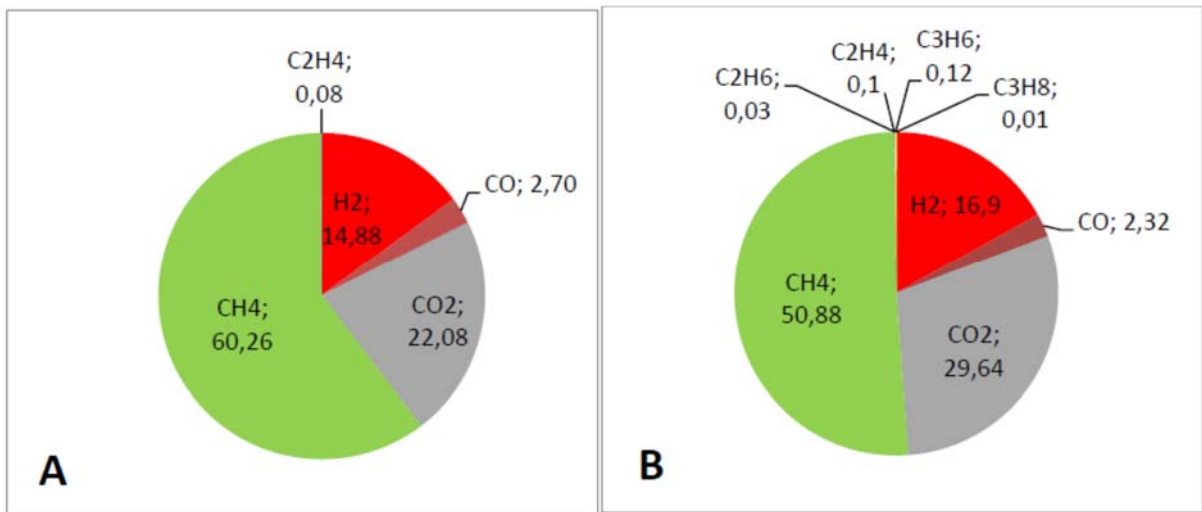 C2H4;
0,08
H2;
14,88
CO; 2,70
CO2;
22,08
CH4;
60,26
A
C2H6;
0,03
C2H4;
0,1
C3H6;
0,12
C3H8;
0,01
H2; 16,9
CO; 2,32
CO2;
29,64
CH4;
50,88
B